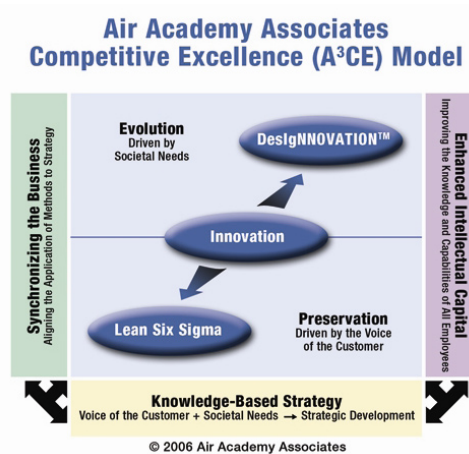 Air Academy Associates
Competitive Excellence (A³CE) Model
Synchronizing the Business
Aligning the Application of Methods to Strategy
Evolution
Driven by
Societal Needs
DesIgNNOVATION™
Innovation
Lean Six Sigma
Preservation
Driven by the Voice
of the Customer
Enhanced Intellectual Capital
Improving the Knowledge and Capabilities of All Employees
Knowledge-Based Strategy
Voice of the Customer + Societal Needs → Strategic Development
© 2006 Air Academy Associates